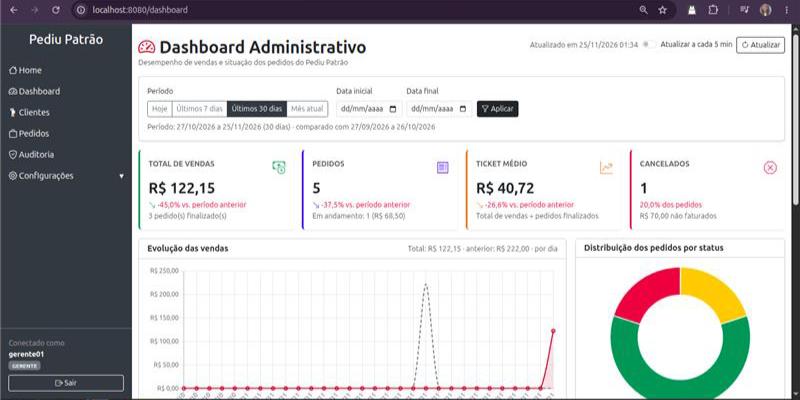 localhost:8080/dashboard
Pediu Patrão
Home
Dashboard
Clientes
Pedidos
Auditoria
Configurações
Conectado como
gerente01
GERENTE
Sair
Dashboard Administrativo
Desempenho de vendas e situação dos pedidos do Pediu Patrão
Atualizado em 25/11/2026 01:34 Atualizar a cada 5 min Atualizar
Período Data inicial Data final
Hoje Últimos 7 dias Últimos 30 dias Mês atual dd/mm/aaaa dd/mm/aaaa Aplicar
Período: 27/10/2026 a 25/11/2026 (30 dias) · comparado com 27/09/2026 a 26/10/2026
TOTAL DE VENDAS
R$ 122,15
-45,0% vs. período anterior
3 pedido(s) finalizado(s)
PEDIDOS
5
-37,5% vs. período anterior
Em andamento: 1 (R$ 68,50)
TICKET MÉDIO
R$ 40,72
-26,6% vs. período anterior
Total de vendas ÷ pedidos finalizados
CANCELADOS
1
20,0% dos pedidos
R$ 70,00 não faturados
Evolução das vendas
Total: R$ 122,15 · anterior: R$ 222,00 · por dia
R$ 250,00
R$ 200,00
R$ 150,00
R$ 100,00
R$ 50,00
R$ 0,00
Distribuição dos pedidos por status